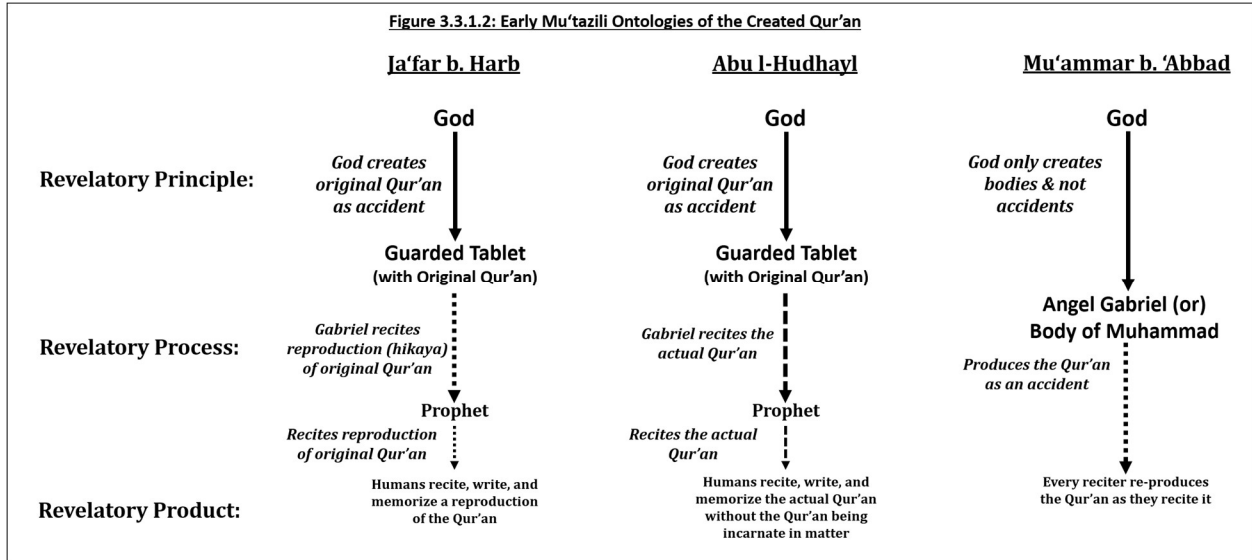 Figure 3.3.1.2: Early Mu‘tazili Ontologies of the Created Qur’an
Ja‘far b. Harb
Abu l-Hudhayl
Mu‘ammar b. ‘Abbad
God
God
God
Revelatory Principle:
God creates
original Qur’an
as accident
God creates
original Qur’an
as accident
God only creates
bodies & not
accidents
Guarded Tablet
(with Original Qur’an)
Guarded Tablet
(with Original Qur’an)
Angel Gabriel (or)
Body of Muhammad
Revelatory Process:
Gabriel recites
reproduction (hikaya)
of original Qur’an
Gabriel recites the
actual Qur’an
Produces the Qur’an
as an accident
Prophet
Prophet
Recites reproduction
of original Qur’an
Recites the actual
Qur’an
Revelatory Product:
Humans recite, write, and
memorize a reproduction
of the Qur’an
Humans recite, write, and
memorize the actual Qur’an
without the Qur’an being
incarnate in matter
Every reciter re-produces
the Qur’an as they recite it